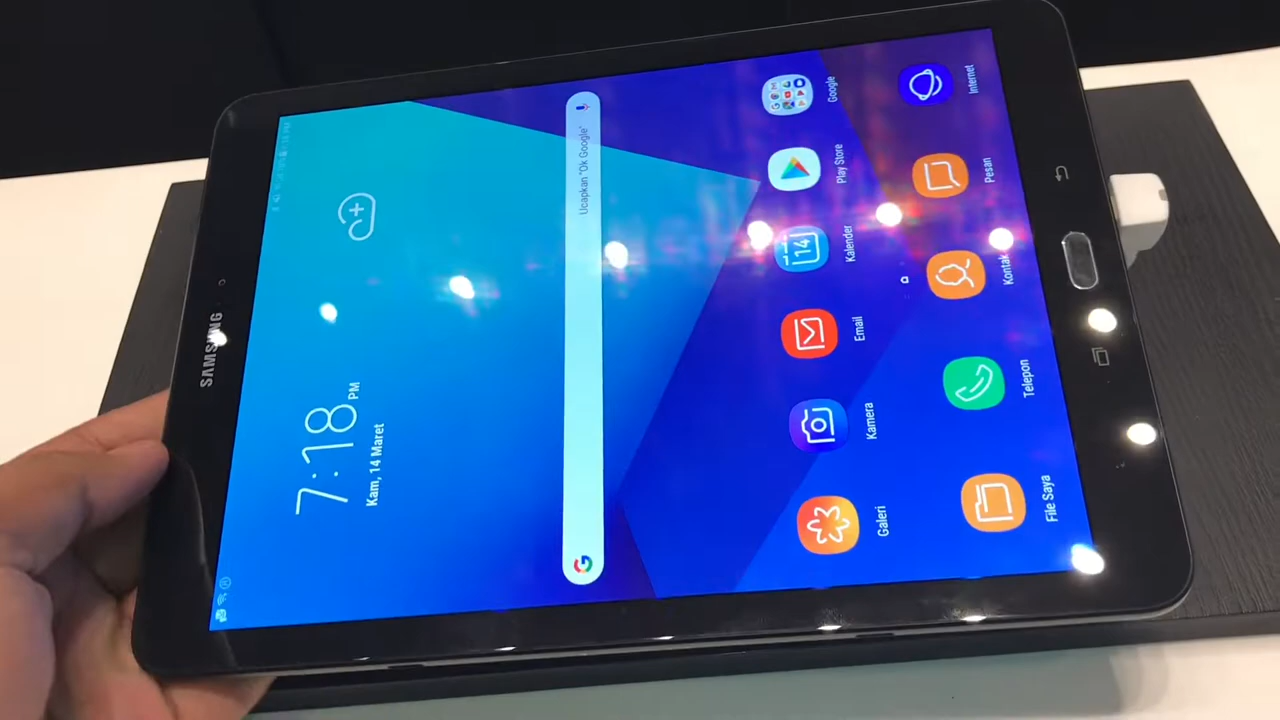 SAMSUNG
7:18 PM
Kam, 14 Maret
G Ucapkan "Ok Google"
Galeri
Kamera
Email
14
Kalender
Play Store
Google
File Saya
Telepon
Kontak
Pesan
Internet